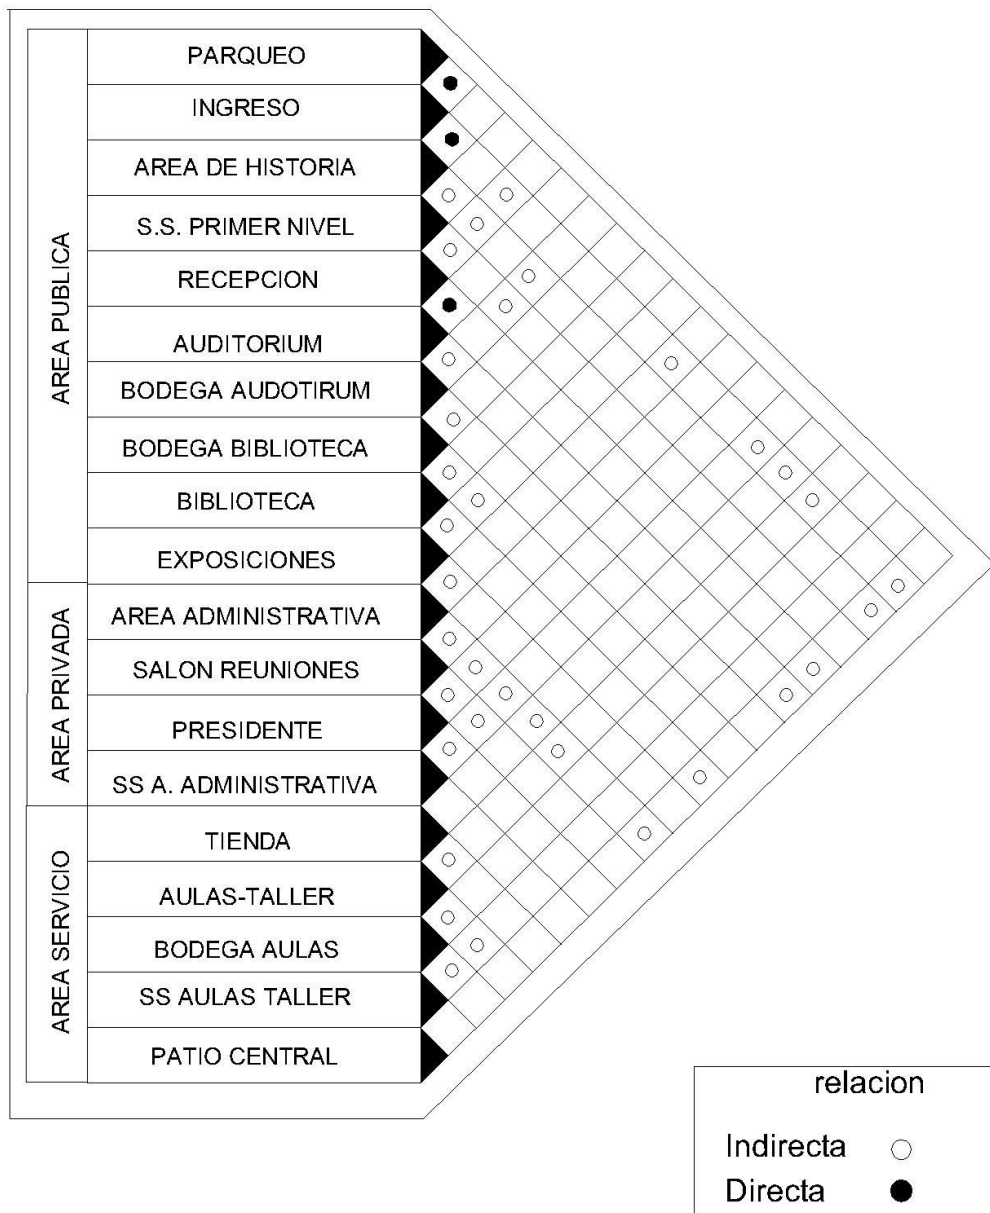 AREA PUBLICA
PARQUEO
INGRESO
AREA DE HISTORIA
S.S. PRIMER NIVEL
RECEPCION
AUDITORIUM
BODEGA AUDOTIRUM
BODEGA BIBLIOTECA
BIBLIOTECA
EXPOSICIONES
AREA PRIVADA
AREA ADMINISTRATIVA
SALON REUNIONES
PRESIDENTE
SS A. ADMINISTRATIVA
AREA SERVICIO
TIENDA
AULAS-TALLER
BODEGA AULAS
SS AULAS TALLER
PATIO CENTRAL
relacion
Indirecta
Directa